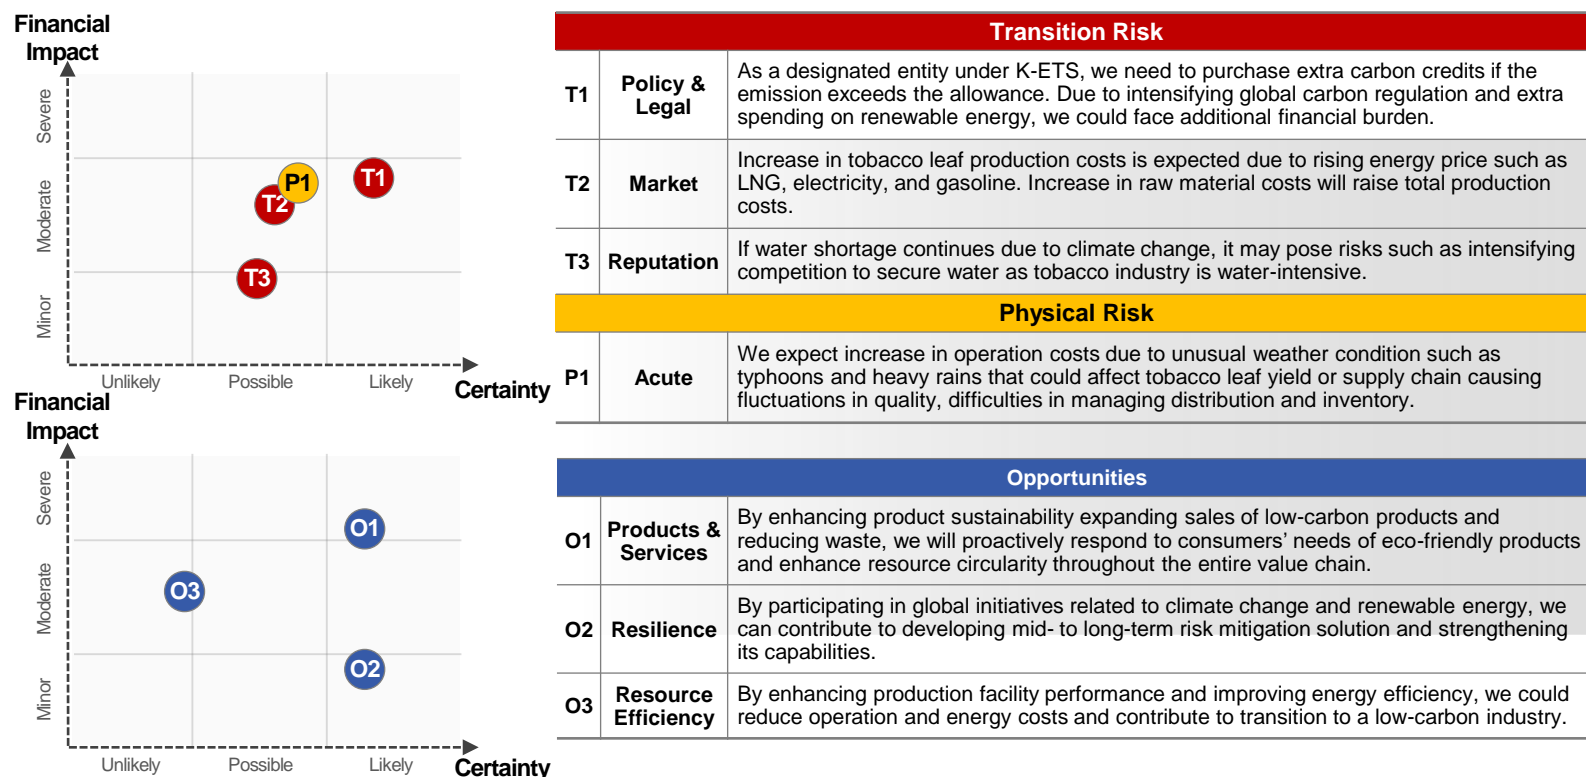 Financial
Impact
Severe
Moderate
Minor
P1
T1
T2
T3
Unlikely
Possible
Likely
Certainty
Transition Risk
T1
Policy &
Legal
As a designated entity under K-ETS, we need to purchase extra carbon credits if the
emission exceeds the allowance. Due to intensifying global carbon regulation and extra
spending on renewable energy, we could face additional financial burden.
T2
Market
Increase in tobacco leaf production costs is expected due to rising energy price such as
LNG, electricity, and gasoline. Increase in raw material costs will raise total production
costs.
T3
Reputation
If water shortage continues due to climate change, it may pose risks such as intensifying
competition to secure water as tobacco industry is water-intensive.
Physical Risk
P1
Acute
We expect increase in operation costs due to unusual weather condition such as
typhoons and heavy rains that could affect tobacco leaf yield or supply chain causing
fluctuations in quality, difficulties in managing distribution and inventory.
Financial
Impact
Severe
Moderate
Minor
O1
O3
O2
Unlikely
Possible
Likely
Certainty
Opportunities
O1
Products &
Services
By enhancing product sustainability expanding sales of low-carbon products and
reducing waste, we will proactively respond to consumers’ needs of eco-friendly products
and enhance resource circularity throughout the entire value chain.
O2
Resilience
By participating in global initiatives related to climate change and renewable energy, we
can contribute to developing mid- to long-term risk mitigation solution and strengthening
its capabilities.
O3
Resource
Efficiency
By enhancing production facility performance and improving energy efficiency, we could
reduce operation and energy costs and contribute to transition to a low-carbon industry.